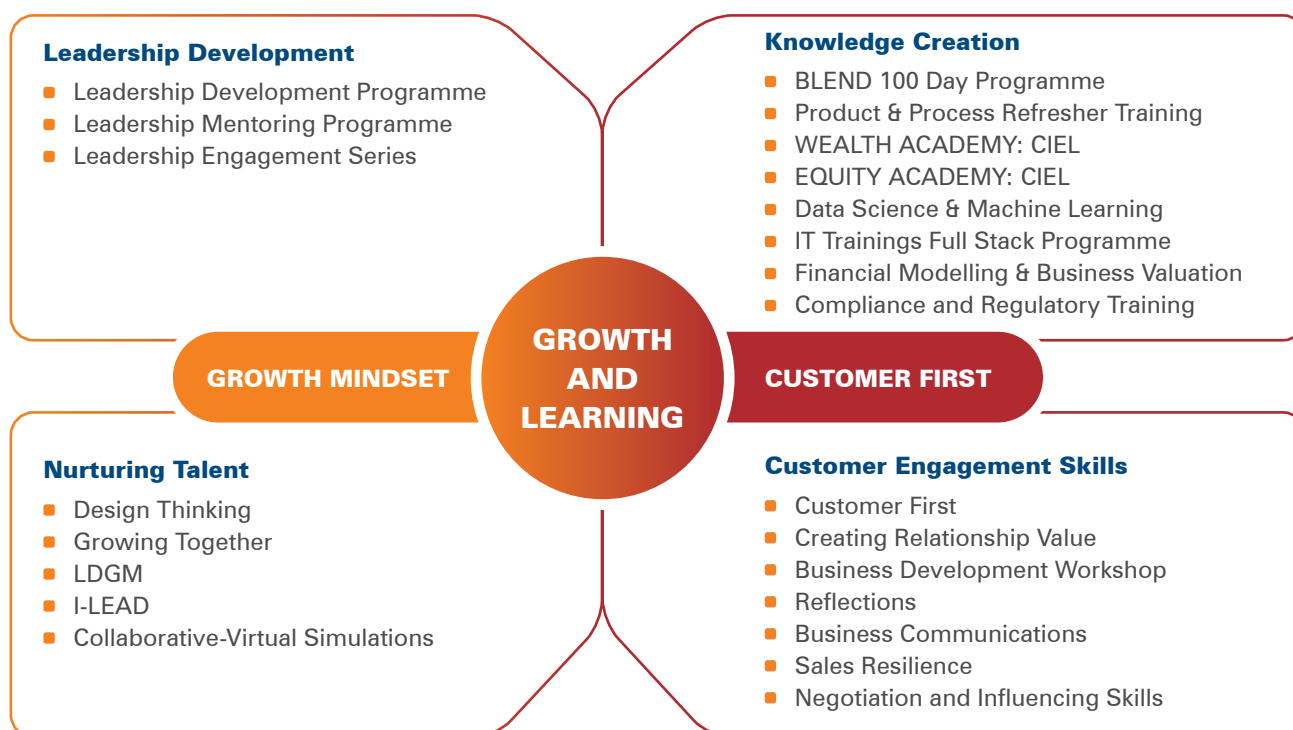 Leadership Development
Leadership Development Programme
Leadership Mentoring Programme
Leadership Engagement Series
Knowledge Creation
BLEND 100 Day Programme
Product & Process Refresher Training
WEALTH ACADEMY: CIEL
EQUITY ACADEMY: CIEL
Data Science & Machine Learning
IT Trainings Full Stack Programme
Financial Modelling & Business Valuation
Compliance and Regulatory Training
GROWTH MINDSET
GROWTH
AND
LEARNING
CUSTOMER FIRST
Nurturing Talent
Design Thinking
Growing Together
LDGM
I-LEAD
Collaborative-Virtual Simulations
Customer Engagement Skills
Customer First
Creating Relationship Value
Business Development Workshop
Reflections
Business Communications
Sales Resilience
Negotiation and Influencing Skills